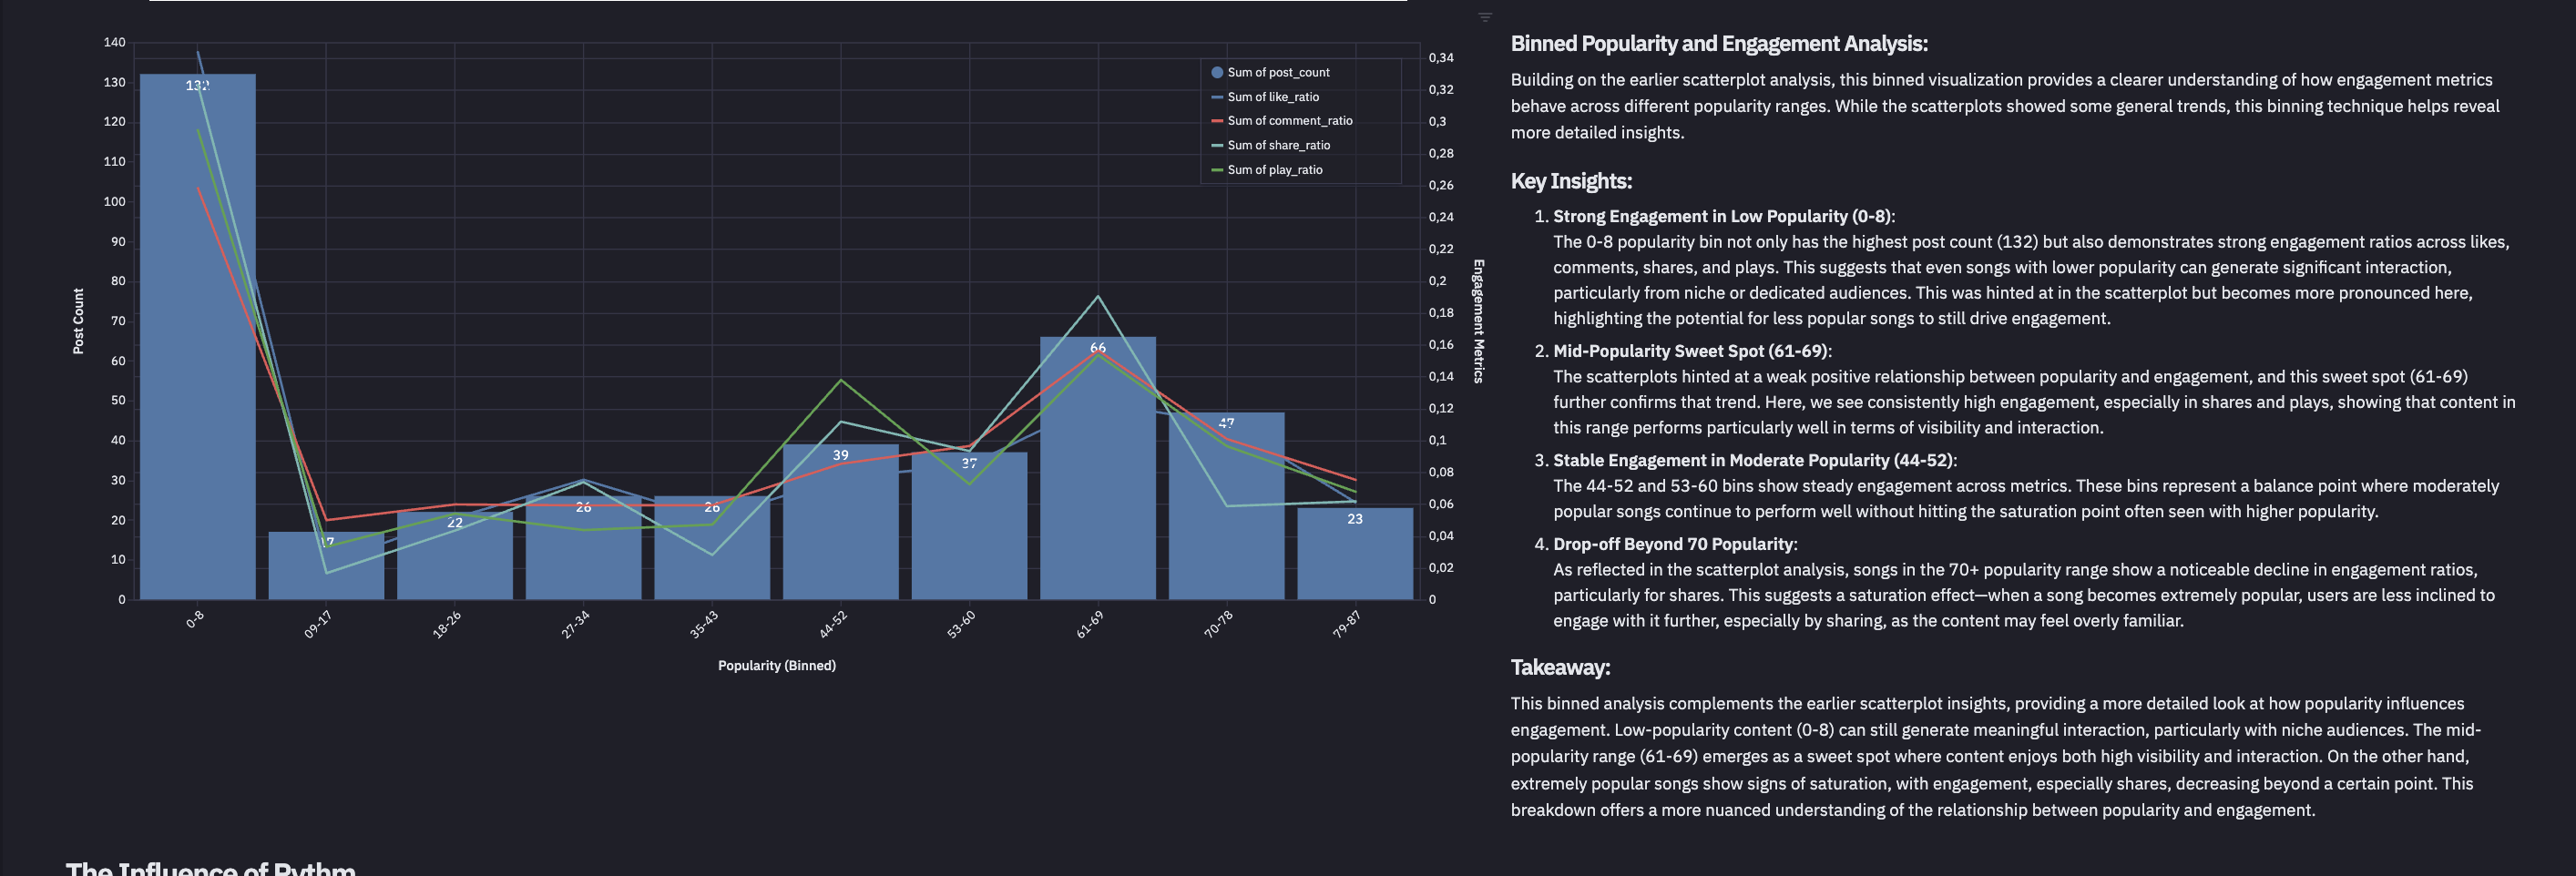 140
130
120
110
100
90
80
70
60
50
40
30
20
10
0
Post Count
132
17
22
26
26
39
37
66
47
23
0-8
09-17
18-26
27-34
35-43
44-52
53-60
61-69
70-78
79-87
Popularity (Binned)
0,34
0,32
0,3
0,28
0,26
0,24
0,22
0,2
0,18
0,16
0,14
0,12
0,1
0,08
0,06
0,04
0,02
0
Engagement Metrics
Sum of post_count
Sum of like_ratio
Sum of comment_ratio
Sum of share_ratio
Sum of play_ratio
Binned Popularity and Engagement Analysis:
Building on the earlier scatterplot analysis, this binned visualization provides a clearer understanding of how engagement metrics
behave across different popularity ranges. While the scatterplots showed some general trends, this binning technique helps reveal
more detailed insights.
Key Insights:
1. Strong Engagement in Low Popularity (0-8):
The 0-8 popularity bin not only has the highest post count (132) but also demonstrates strong engagement ratios across likes,
comments, shares, and plays. This suggests that even songs with lower popularity can generate significant interaction,
particularly from niche or dedicated audiences. This was hinted at in the scatterplot but becomes more pronounced here,
highlighting the potential for less popular songs to still drive engagement.
2. Mid-Popularity Sweet Spot (61-69):
The scatterplots hinted at a weak positive relationship between popularity and engagement, and this sweet spot (61-69)
further confirms that trend. Here, we see consistently high engagement, especially in shares and plays, showing that content in
this range performs particularly well in terms of visibility and interaction.
3. Stable Engagement in Moderate Popularity (44-52):
The 44-52 and 53-60 bins show steady engagement across metrics. These bins represent a balance point where moderately
popular songs continue to perform well without hitting the saturation point often seen with higher popularity.
4. Drop-off Beyond 70 Popularity:
As reflected in the scatterplot analysis, songs in the 70+ popularity range show a noticeable decline in engagement ratios,
particularly for shares. This suggests a saturation effect—when a song becomes extremely popular, users are less inclined to
engage with it further, especially by sharing, as the content may feel overly familiar.
Takeaway:
This binned analysis complements the earlier scatterplot insights, providing a more detailed look at how popularity influences
engagement. Low-popularity content (0-8) can still generate meaningful interaction, particularly with niche audiences. The mid-
popularity range (61-69) emerges as a sweet spot where content enjoys both high visibility and interaction. On the other hand,
extremely popular songs show signs of saturation, with engagement, especially shares, decreasing beyond a certain point. This
breakdown offers a more nuanced understanding of the relationship between popularity and engagement.
The Influence of Rythm